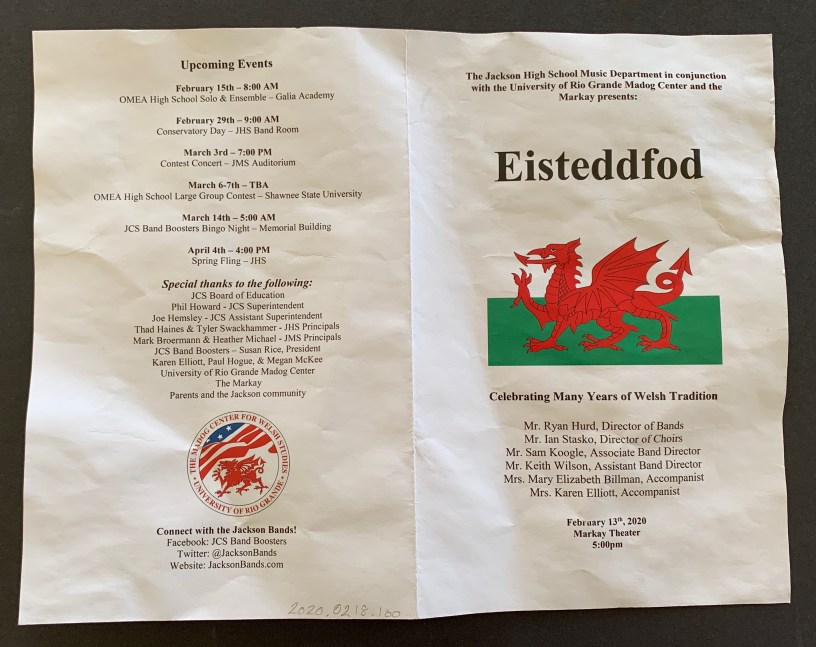 Upcoming Events
February 15th – 8:00 AM
OMEA High School Solo & Ensemble – Galia Academy
February 29th – 9:00 AM
Conservatory Day – JHS Band Room
March 3rd – 7:00 PM
Contest Concert – JMS Auditorium
March 6-7th – TBA
OMEA High School Large Group Contest – Shawnee State University
March 14th – 5:00 AM
JCS Band Boosters Bingo Night – Memorial Building
April 4th – 4:00 PM
Spring Fling – JHS
Special thanks to the following:
JCS Board of Education
Phil Howard - JCS Superintendent
Joe Hemsley - JCS Assistant Superintendent
Thad Haines & Tyler Swackhammer - JHS Principals
Mark Broermann & Heather Michael - JMS Principals
JCS Band Boosters – Susan Rice, President
Karen Elliott, Paul Hogue, & Megan McKee
University of Rio Grande Madog Center
The Markay
Parents and the Jackson community
• THE MADOG CENTER FOR WELSH STUDIES •
UNIVERSITY OF RIO GRANDE
Connect with the Jackson Bands!
Facebook: JCS Band Boosters
Twitter: @JacksonBands
Website: JacksonBands.com
2020.0218.100
The Jackson High School Music Department in conjunction
with the University of Rio Grande Madog Center and the
Markay presents:
Eisteddfod
Celebrating Many Years of Welsh Tradition
Mr. Ryan Hurd, Director of Bands
Mr. Ian Stasko, Director of Choirs
Mr. Sam Koogle, Associate Band Director
Mr. Keith Wilson, Assistant Band Director
Mrs. Mary Elizabeth Billman, Accompanist
Mrs. Karen Elliott, Accompanist
February 13th, 2020
Markay Theater
5:00pm